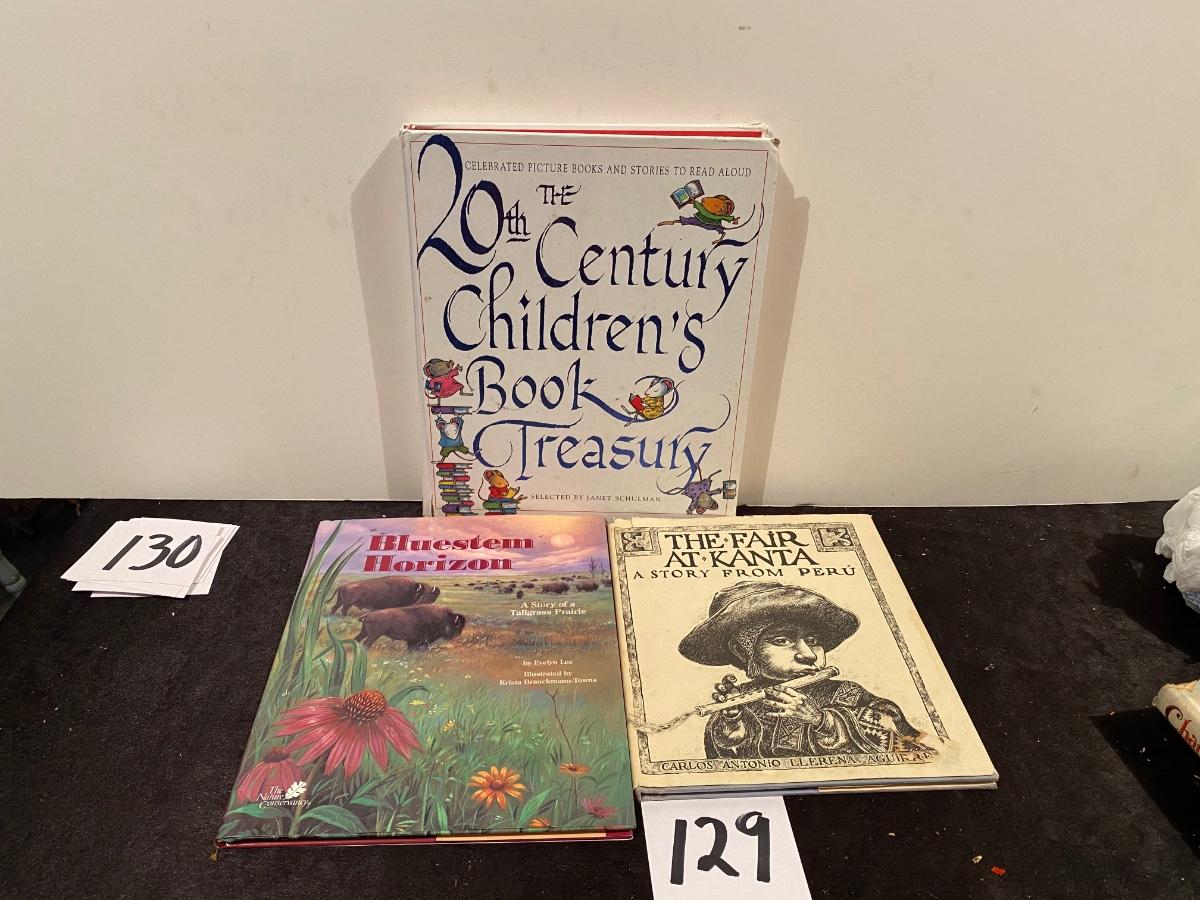 CELEBRATED PICTURE BOOKS AND STORIES TO READ ALOUD
THE
20th
Century
Children's
Book
Treasury
SELECTED BY JANET SCHULMAN
130
Bluestem
Horizon
A Story of a
Tallgrass Prairie
by Evelyn Lee
Illustrated by
Krista Brauckmann-Towns
The
Nature
Conservancy
THE·FAIR
AT·KANTA
A STORY FROM PERÚ
CARLOS ANTONIO LLERENA AGUIRRE
129